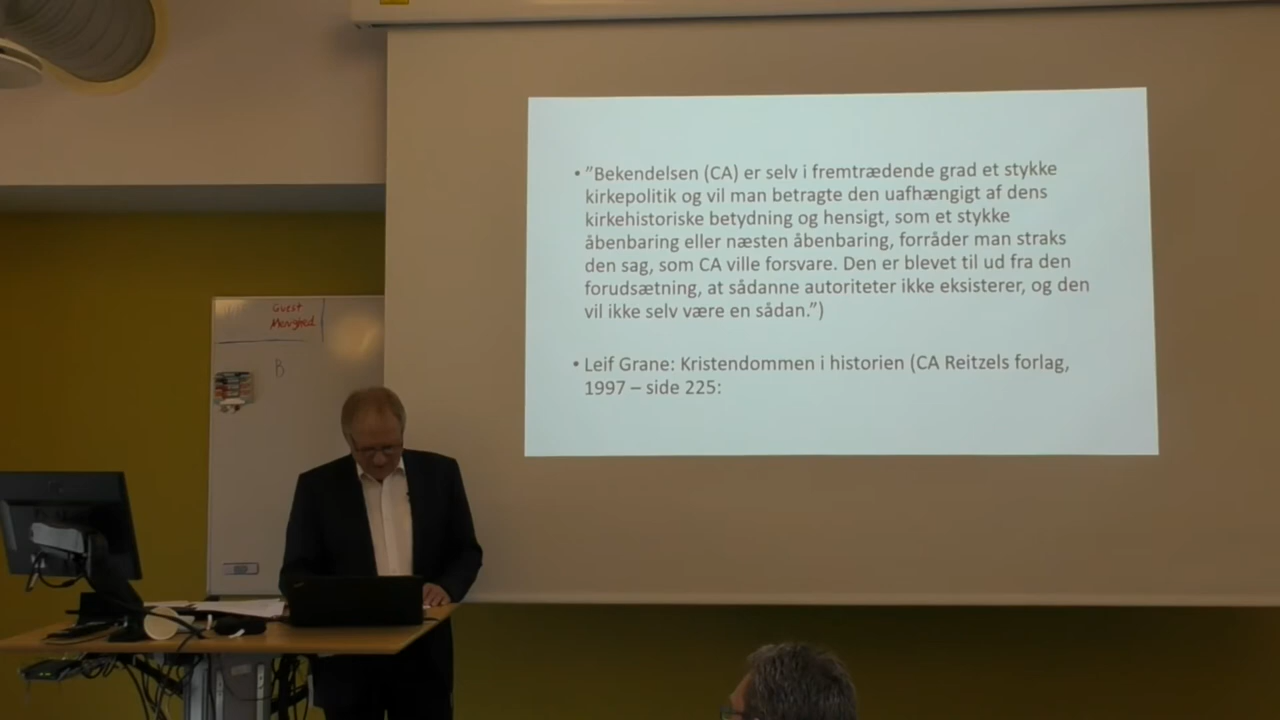 • ”Bekendelsen (CA) er selv i fremtrædende grad et stykke
kirkepolitik og vil man betragte den uafhængigt af dens
kirkehistoriske betydning og hensigt, som et stykke
åbenbaring eller næsten åbenbaring, forråder man straks
den sag, som CA ville forsvare. Den er blevet til ud fra den
forudsætning, at sådanne autoriteter ikke eksisterer, og den
vil ikke selv være en sådan.”)
• Leif Grane: Kristendommen i historien (CA Reitzels forlag,
1997 – side 225:
Guest
B